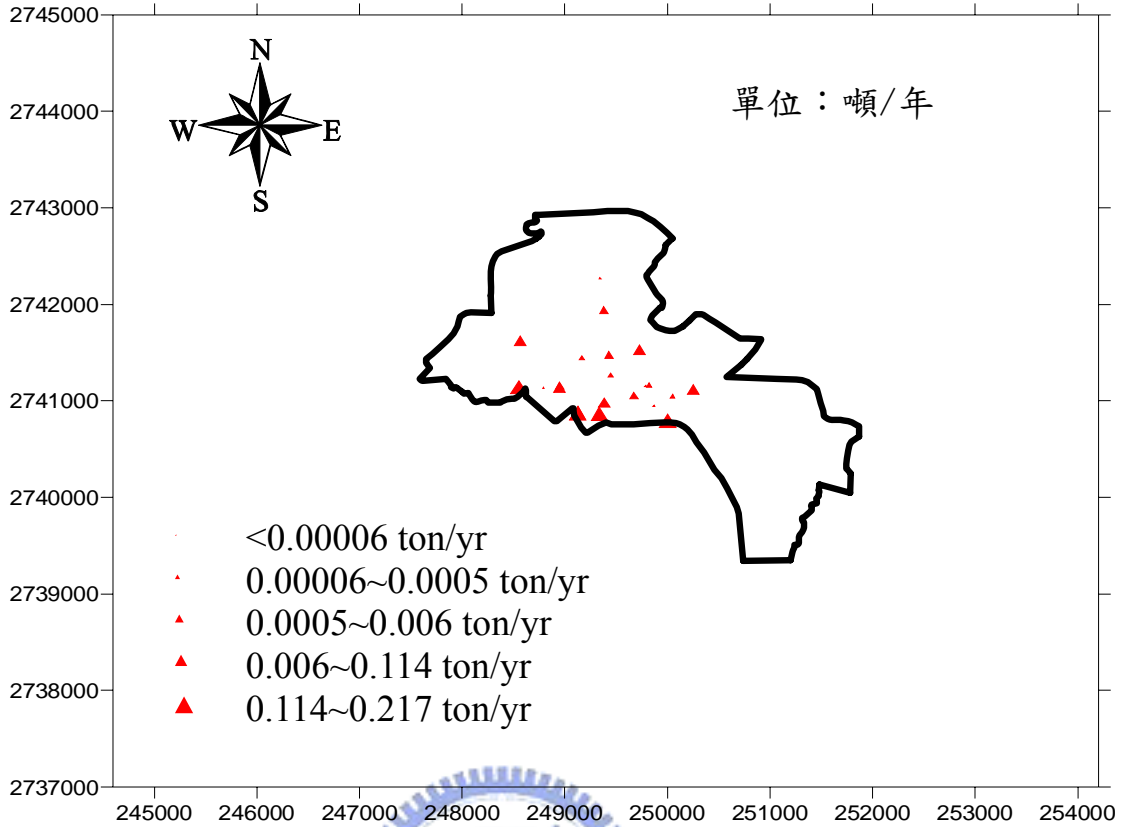 2745000
N
單位：噸/年
2744000
W
E
S
2743000
2742000
2741000
2740000
<0.00006 ton/yr
0.00006~0.0005 ton/yr
2739000
0.0005~0.006 ton/yr
0.006~0.114 ton/yr
2738000
0.114~0.217 ton/yr
2737000
245000 246000 247000 248000 249000 250000 251000 252000 253000 254000